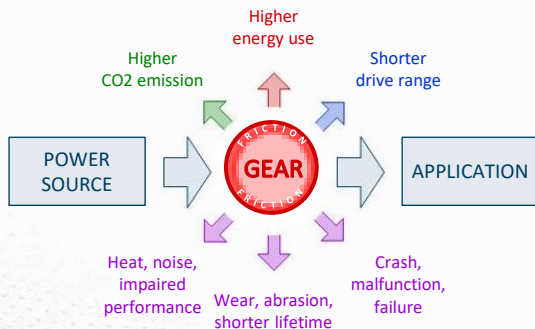 Higher
energy use
Higher
CO2 emission
Shorter
drive range
POWER
SOURCE
FRICTION
GEAR
FRICTION
APPLICATION
Heat, noise,
impaired
performance
Wear, abrasion,
shorter lifetime
Crash,
malfunction,
failure